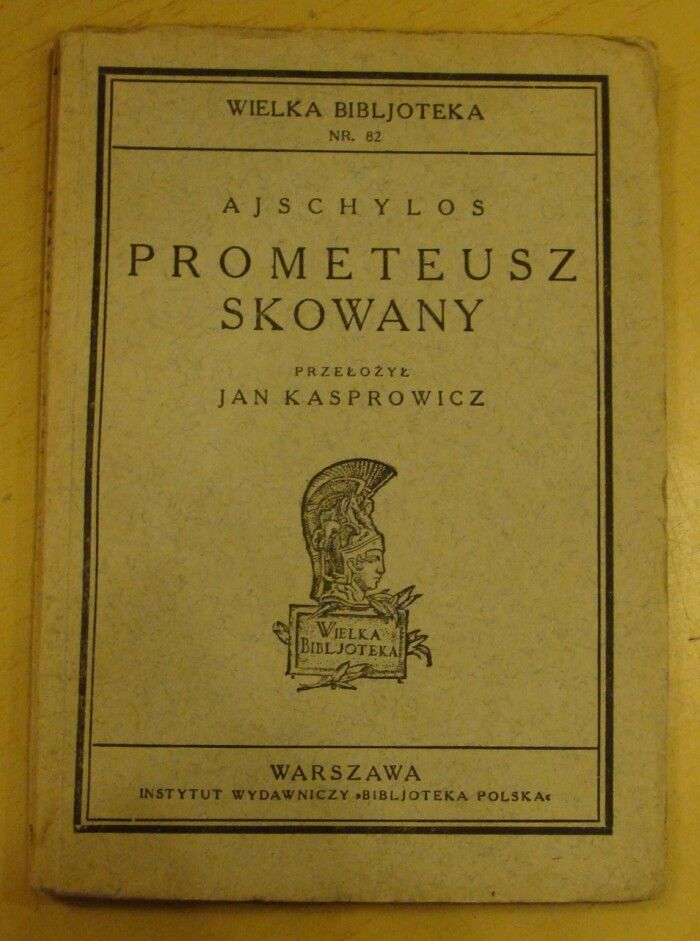 WIELKA BIBLJOTEKA
NR. 82
AJSCHYLOS
PROMETEUSZ
SKOWANY
PRZEŁOŻYŁ
JAN KASPROWICZ
WIELKA
BIBLJOTEKA
WARSZAWA
INSTYTUT WYDAWNICZY »BIBLJOTEKA POLSKA«